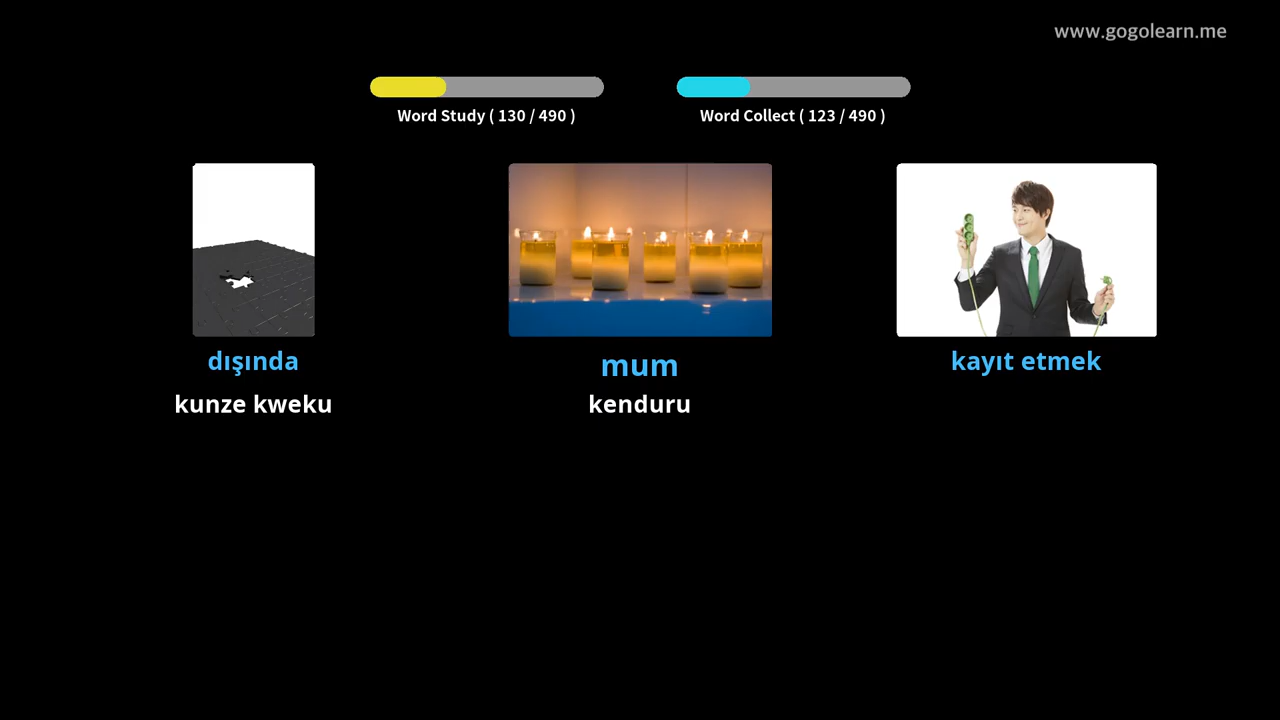 www.gogolearn.me
Word Study ( 130 / 490 )
Word Collect ( 123 / 490 )
dışında
mum
kayıt etmek
kunze kweku
kenduru